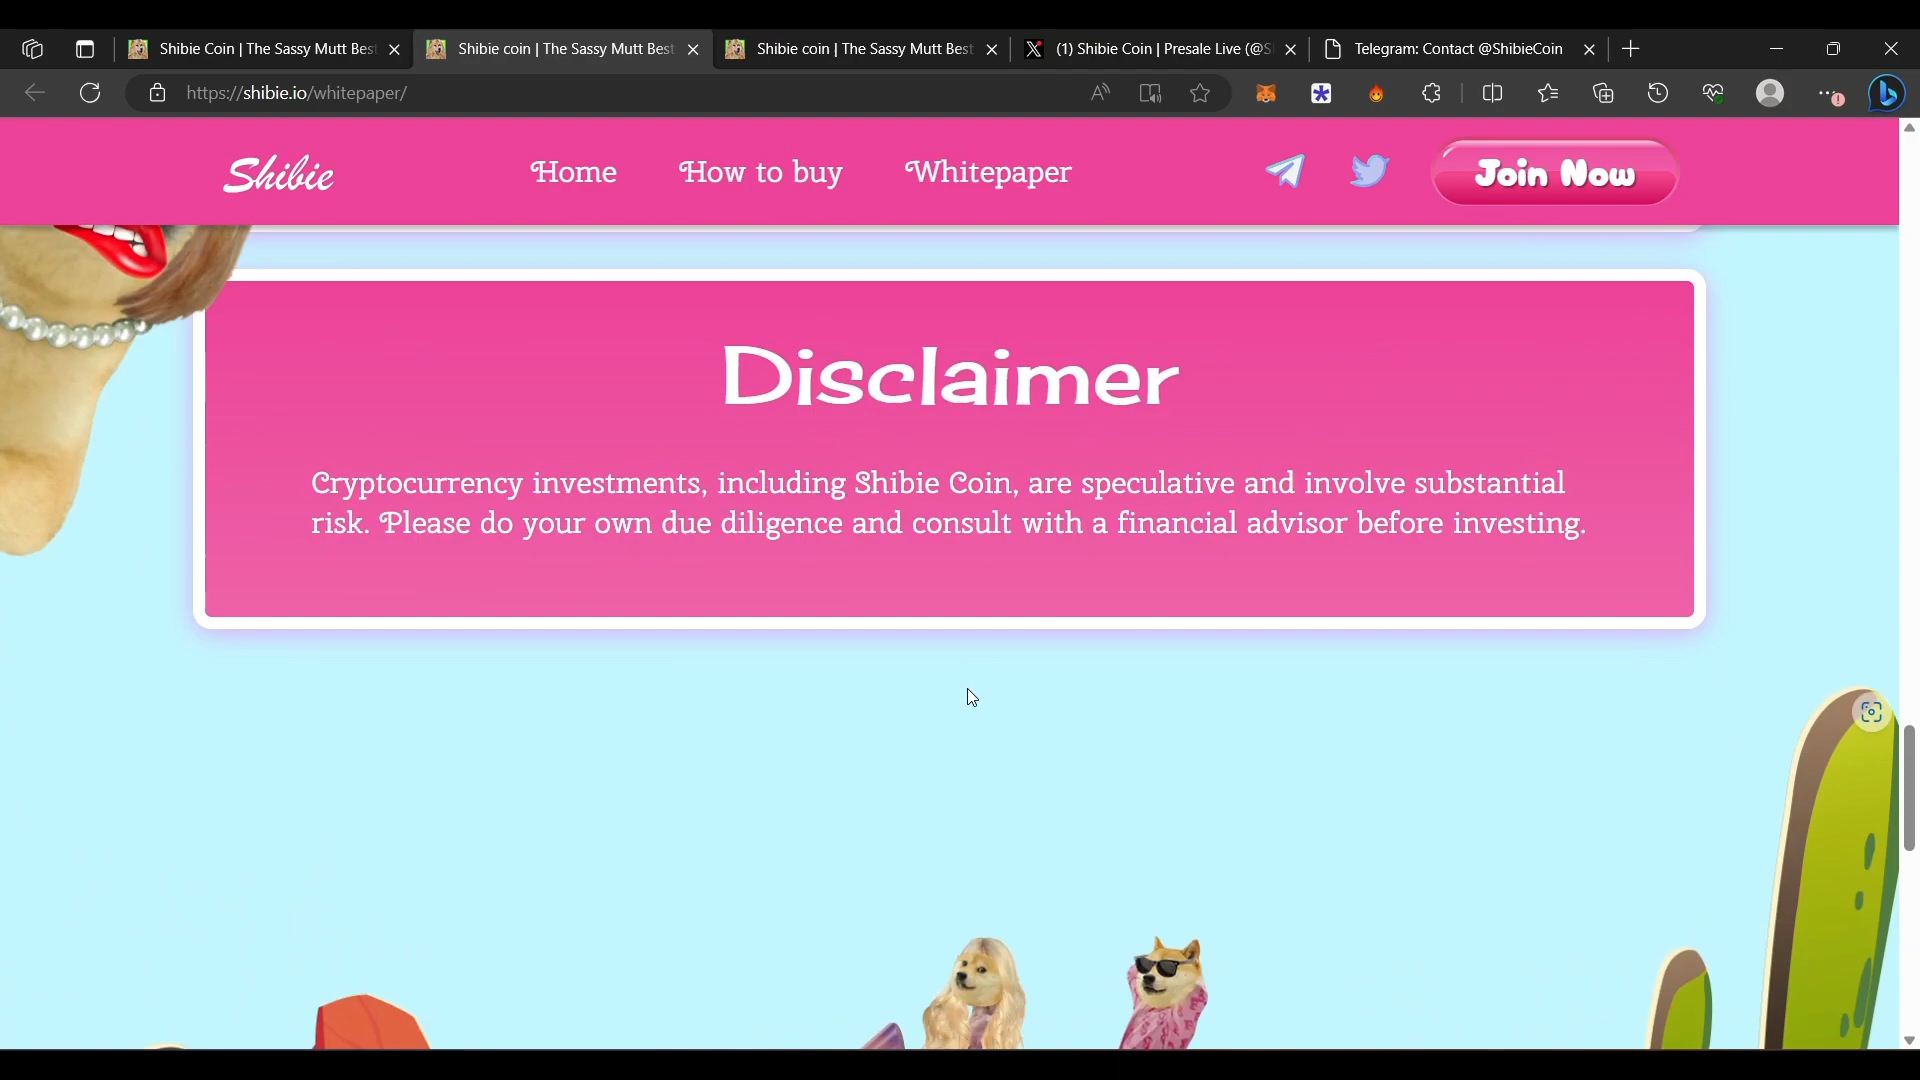 Shibie Coin | The Sassy Mutt Bes
Shibie coin | The Sassy Mutt Best
Shibie coin | The Sassy Mutt Best
(1) Shibie Coin | Presale Live (@S
Telegram: Contact @ShibieCoin
https://shibie.io/whitepaper/
Shibie
Home
How to buy
Whitepaper
Join Now
Disclaimer
Cryptocurrency investments, including Shibie Coin, are speculative and involve substantial
risk. Please do your own due diligence and consult with a financial advisor before investing.